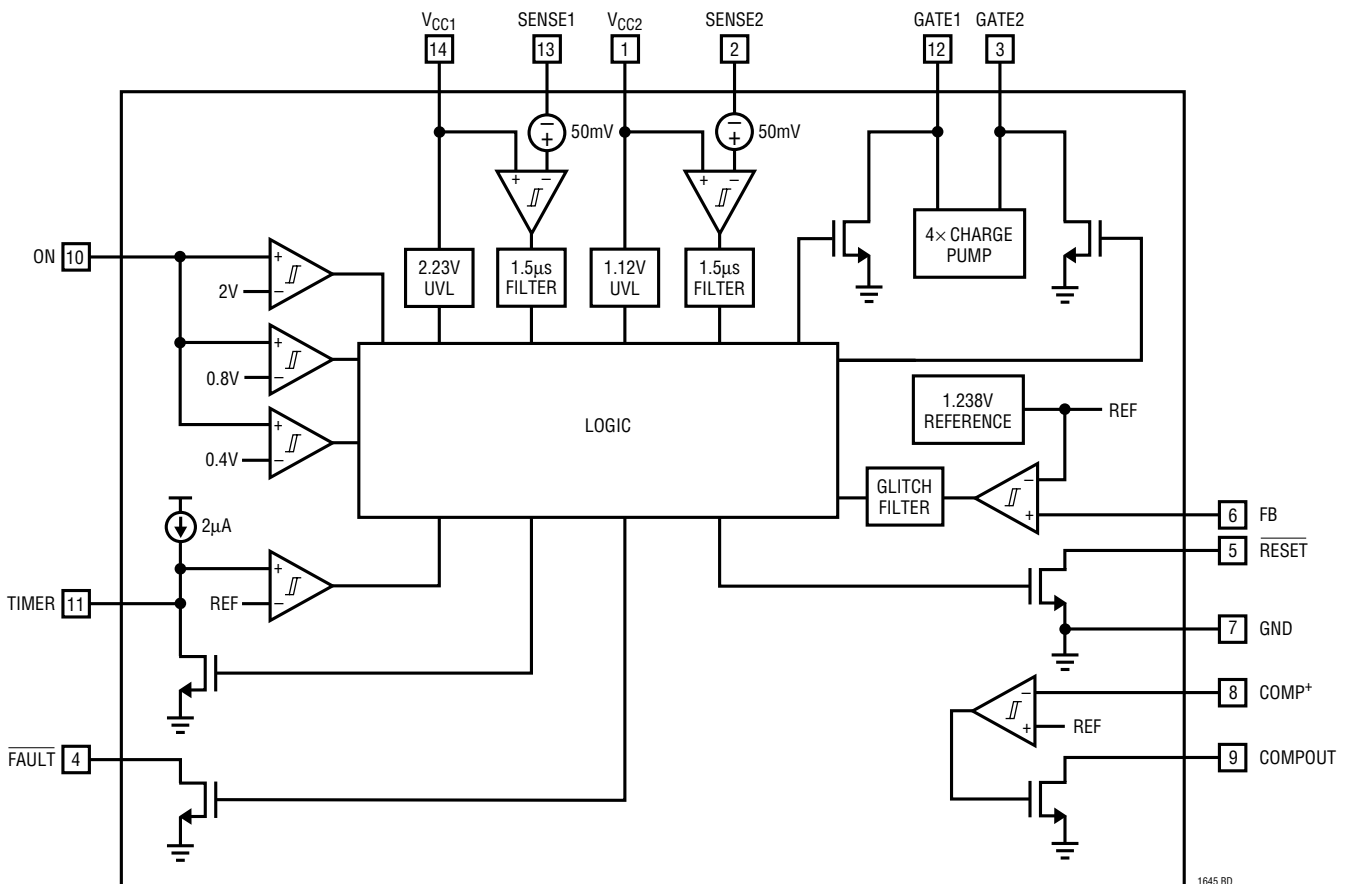 VCC1 SENSE1 VCC2 SENSE2 GATE1 GATE2
14 13 1 2 12 3
− + 50mV − + 50mV
+ − + −
ON 10
+
2V −
2.23V
UVL
1.5µs
FILTER
1.12V
UVL
1.5µs
FILTER
4× CHARGE
PUMP
+
0.8V −
+
0.4V −
LOGIC
1.238V
REFERENCE
REF
GLITCH
FILTER
−
+
6 FB
5 RESET
2µA
+
TIMER 11
REF −
7 GND
8 COMP+
−
+ REF
FAULT 4
9 COMPOUT
1645 BD